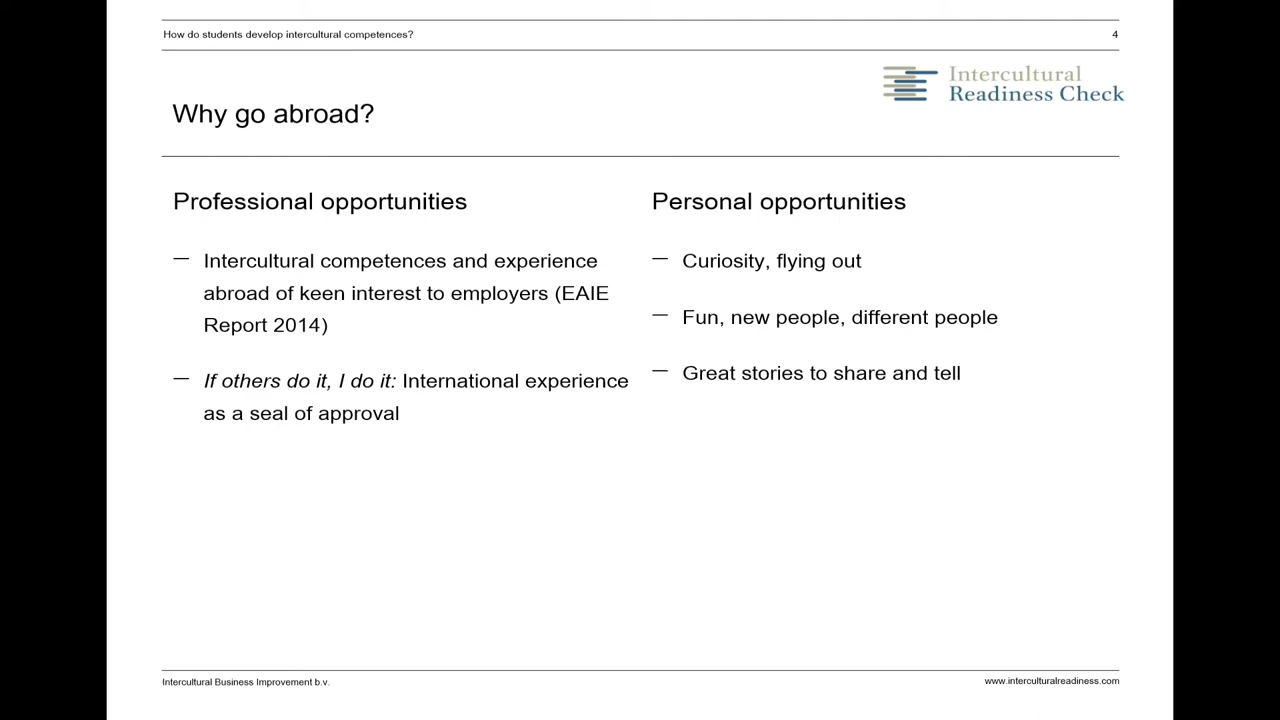 How do students develop intercultural competences?
4
Intercultural
Readiness Check
Why go abroad?
Professional opportunities
— Intercultural competences and experience
abroad of keen interest to employers (EAIE
Report 2014)
— If others do it, I do it: International experience
as a seal of approval
Personal opportunities
— Curiosity, flying out
— Fun, new people, different people
— Great stories to share and tell
Intercultural Business Improvement b.v.
www.interculturalreadiness.com